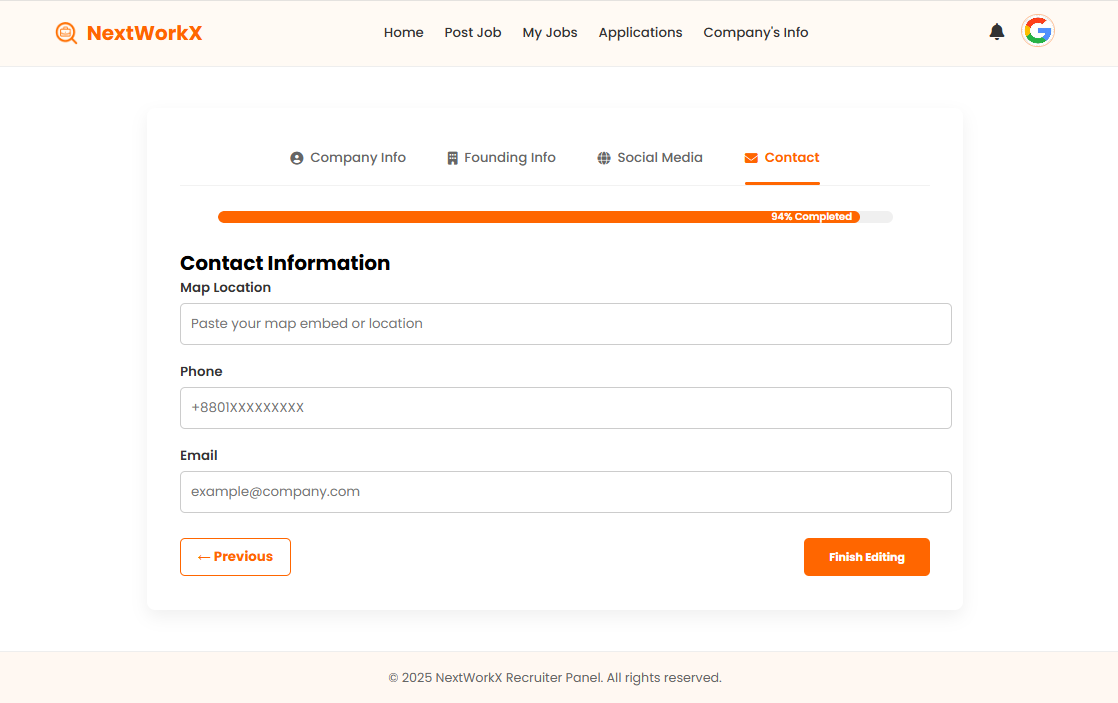 NextWorkX Home Post Job My Jobs Applications Company's Info
Company Info Founding Info Social Media Contact
94% Completed
Contact Information
Map Location
Paste your map embed or location
Phone
+8801XXXXXXXXX
Email
example@company.com
← Previous Finish Editing
© 2025 NextWorkX Recruiter Panel. All rights reserved.